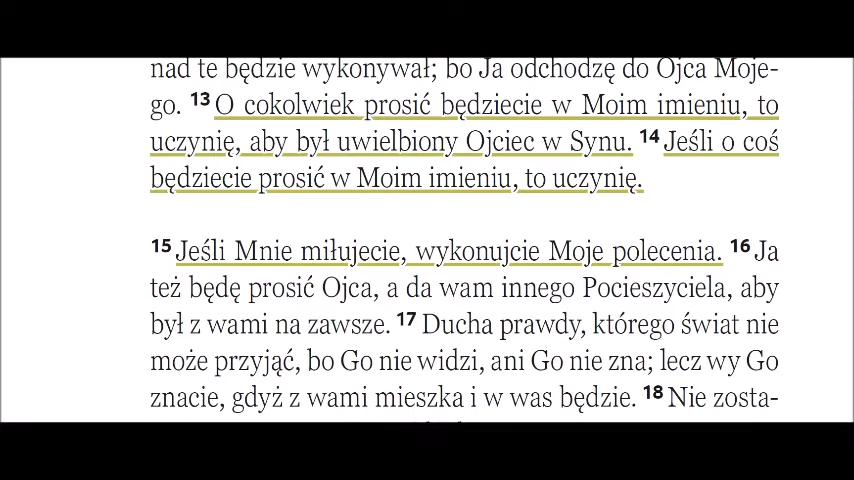 nad te będzie wykonywał; bo Ja odchodzę do Ojca Moje-
go. 13 O cokolwiek prosić będziecie w Moim imieniu, to
uczynię, aby był uwielbiony Ojciec w Synu. 14 Jeśli o coś
będziecie prosić w Moim imieniu, to uczynię.
15 Jeśli Mnie miłujecie, wykonujcie Moje polecenia. 16 Ja
też będę prosić Ojca, a da wam innego Pocieszyciela, aby
był z wami na zawsze. 17 Ducha prawdy, którego świat nie
może przyjąć, bo Go nie widzi, ani Go nie zna; lecz wy Go
znacie, gdyż z wami mieszka i w was będzie. 18 Nie zosta-